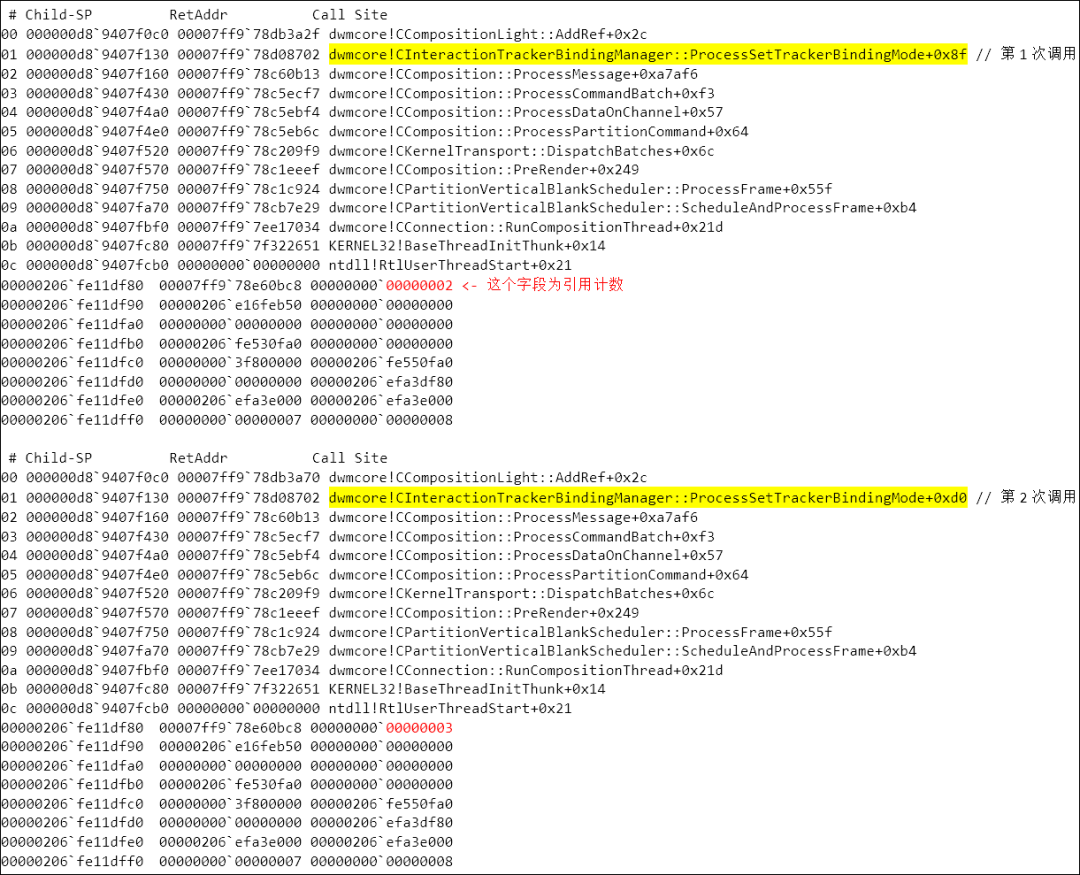 # Child-SP RetAddr Call Site
00 000000d8`9407f0c0 00007ff9`78db3a2f dwmcore!CCompositionLight::AddRef+0x2c
01 000000d8`9407f130 00007ff9`78d08702 dwmcore!CInteractionTrackerBindingManager::ProcessSetTrackerBindingMode+0x8f // 第 1 次调用
02 000000d8`9407f160 00007ff9`78c60b13 dwmcore!CComposition::ProcessMessage+0xa7af6
03 000000d8`9407f430 00007ff9`78c5ecf7 dwmcore!CComposition::ProcessCommandBatch+0xf3
04 000000d8`9407f4a0 00007ff9`78c5ebf4 dwmcore!CComposition::ProcessDataOnChannel+0x57
05 000000d8`9407f4e0 00007ff9`78c5eb6c dwmcore!CComposition::ProcessPartitionCommand+0x64
06 000000d8`9407f520 00007ff9`78c209f9 dwmcore!CKernelTransport::DispatchBatches+0x6c
07 000000d8`9407f570 00007ff9`78c1eeef dwmcore!CComposition::PreRender+0x249
08 000000d8`9407f750 00007ff9`78c1c924 dwmcore!CPartitionVerticalBlankScheduler::ProcessFrame+0x55f
09 000000d8`9407fa70 00007ff9`78cb7e29 dwmcore!CPartitionVerticalBlankScheduler::ScheduleAndProcessFrame+0xb4
0a 000000d8`9407fbf0 00007ff9`7ee17034 dwmcore!CConnection::RunCompositionThread+0x21d
0b 000000d8`9407fc80 00007ff9`7f322651 KERNEL32!BaseThreadInitThunk+0x14
0c 000000d8`9407fcb0 00000000`00000000 ntdll!RtlUserThreadStart+0x21
00000206`fe11df80 00007ff9`78e60bc8 00000000`00000002 <- 这个字段为引用计数
00000206`fe11df90 00000206`e16feb50 00000000`00000000
00000206`fe11dfa0 00000000`00000000 00000000`00000000
00000206`fe11dfb0 00000206`fe530fa0 00000000`00000000
00000206`fe11dfc0 00000000`3f800000 00000206`fe550fa0
00000206`fe11dfd0 00000000`00000000 00000206`efa3df80
00000206`fe11dfe0 00000206`efa3e000 00000206`efa3e000
00000206`fe11dff0 00000000`00000007 00000000`00000008
# Child-SP RetAddr Call Site
00 000000d8`9407f0c0 00007ff9`78db3a70 dwmcore!CCompositionLight::AddRef+0x2c
01 000000d8`9407f130 00007ff9`78d08702 dwmcore!CInteractionTrackerBindingManager::ProcessSetTrackerBindingMode+0xd0 // 第 2 次调用
02 000000d8`9407f160 00007ff9`78c60b13 dwmcore!CComposition::ProcessMessage+0xa7af6
03 000000d8`9407f430 00007ff9`78c5ecf7 dwmcore!CComposition::ProcessCommandBatch+0xf3
04 000000d8`9407f4a0 00007ff9`78c5ebf4 dwmcore!CComposition::ProcessDataOnChannel+0x57
05 000000d8`9407f4e0 00007ff9`78c5eb6c dwmcore!CComposition::ProcessPartitionCommand+0x64
06 000000d8`9407f520 00007ff9`78c209f9 dwmcore!CKernelTransport::DispatchBatches+0x6c
07 000000d8`9407f570 00007ff9`78c1eeef dwmcore!CComposition::PreRender+0x249
08 000000d8`9407f750 00007ff9`78c1c924 dwmcore!CPartitionVerticalBlankScheduler::ProcessFrame+0x55f
09 000000d8`9407fa70 00007ff9`78cb7e29 dwmcore!CPartitionVerticalBlankScheduler::ScheduleAndProcessFrame+0xb4
0a 000000d8`9407fbf0 00007ff9`7ee17034 dwmcore!CConnection::RunCompositionThread+0x21d
0b 000000d8`9407fc80 00007ff9`7f322651 KERNEL32!BaseThreadInitThunk+0x14
0c 000000d8`9407fcb0 00000000`00000000 ntdll!RtlUserThreadStart+0x21
00000206`fe11df80 00007ff9`78e60bc8 00000000`00000003
00000206`fe11df90 00000206`e16feb50 00000000`00000000
00000206`fe11dfa0 00000000`00000000 00000000`00000000
00000206`fe11dfb0 00000206`fe530fa0 00000000`00000000
00000206`fe11dfc0 00000000`3f800000 00000206`fe550fa0
00000206`fe11dfd0 00000000`00000000 00000206`efa3df80
00000206`fe11dfe0 00000206`efa3e000 00000206`efa3e000
00000206`fe11dff0 00000000`00000007 00000000`00000008